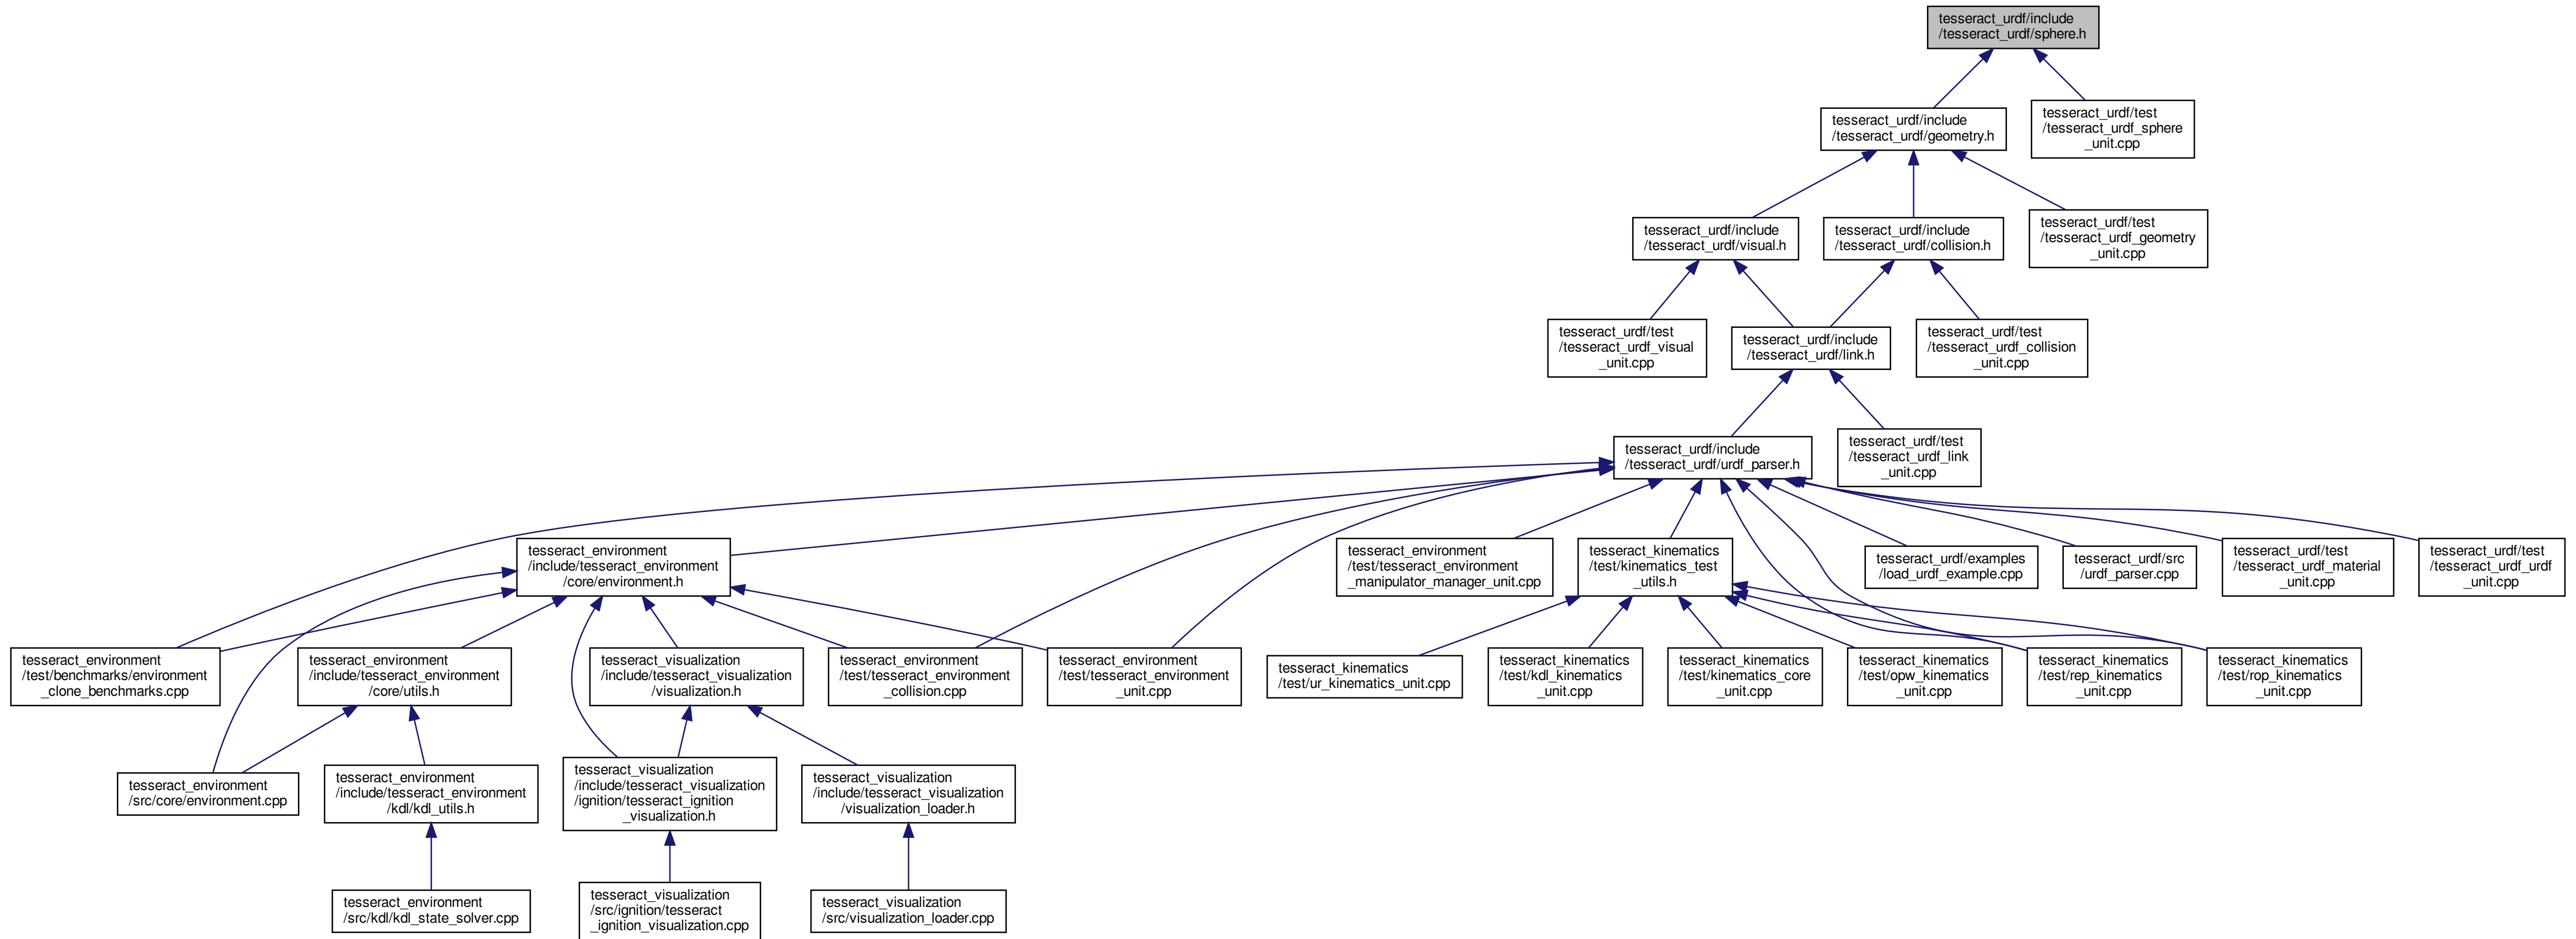 tesseract_urdf/include
/tesseract_urdf/sphere.h
tesseract_urdf/include
/tesseract_urdf/geometry.h
tesseract_urdf/test
/tesseract_urdf_sphere
_unit.cpp
tesseract_urdf/include
/tesseract_urdf/visual.h
tesseract_urdf/include
/tesseract_urdf/collision.h
tesseract_urdf/test
/tesseract_urdf_geometry
_unit.cpp
tesseract_urdf/test
/tesseract_urdf_visual
_unit.cpp
tesseract_urdf/include
/tesseract_urdf/link.h
tesseract_urdf/test
/tesseract_urdf_collision
_unit.cpp
tesseract_urdf/include
/tesseract_urdf/urdf_parser.h
tesseract_urdf/test
/tesseract_urdf_link
_unit.cpp
tesseract_environment
/include/tesseract_environment
/core/environment.h
tesseract_environment
/test/tesseract_environment
_manipulator_manager_unit.cpp
tesseract_kinematics
/test/kinematics_test
_utils.h
tesseract_urdf/examples
/load_urdf_example.cpp
tesseract_urdf/src
/urdf_parser.cpp
tesseract_urdf/test
/tesseract_urdf_material
_unit.cpp
tesseract_urdf/test
/tesseract_urdf_urdf
_unit.cpp
tesseract_environment
/test/benchmarks/environment
_clone_benchmarks.cpp
tesseract_environment
/include/tesseract_environment
/core/utils.h
tesseract_visualization
/include/tesseract_visualization
/visualization.h
tesseract_environment
/test/tesseract_environment
_collision.cpp
tesseract_environment
/test/tesseract_environment
_unit.cpp
tesseract_kinematics
/test/ur_kinematics_unit.cpp
tesseract_kinematics
/test/kdl_kinematics
_unit.cpp
tesseract_kinematics
/test/kinematics_core
_unit.cpp
tesseract_kinematics
/test/opw_kinematics
_unit.cpp
tesseract_kinematics
/test/rep_kinematics
_unit.cpp
tesseract_kinematics
/test/rop_kinematics
_unit.cpp
tesseract_environment
/src/core/environment.cpp
tesseract_environment
/include/tesseract_environment
/kdl/kdl_utils.h
tesseract_visualization
/include/tesseract_visualization
/ignition/tesseract_ignition
_visualization.h
tesseract_visualization
/include/tesseract_visualization
/visualization_loader.h
tesseract_environment
/src/kdl/kdl_state_solver.cpp
tesseract_visualization
/src/ignition/tesseract
_ignition_visualization.cpp
tesseract_visualization
/src/visualization_loader.cpp